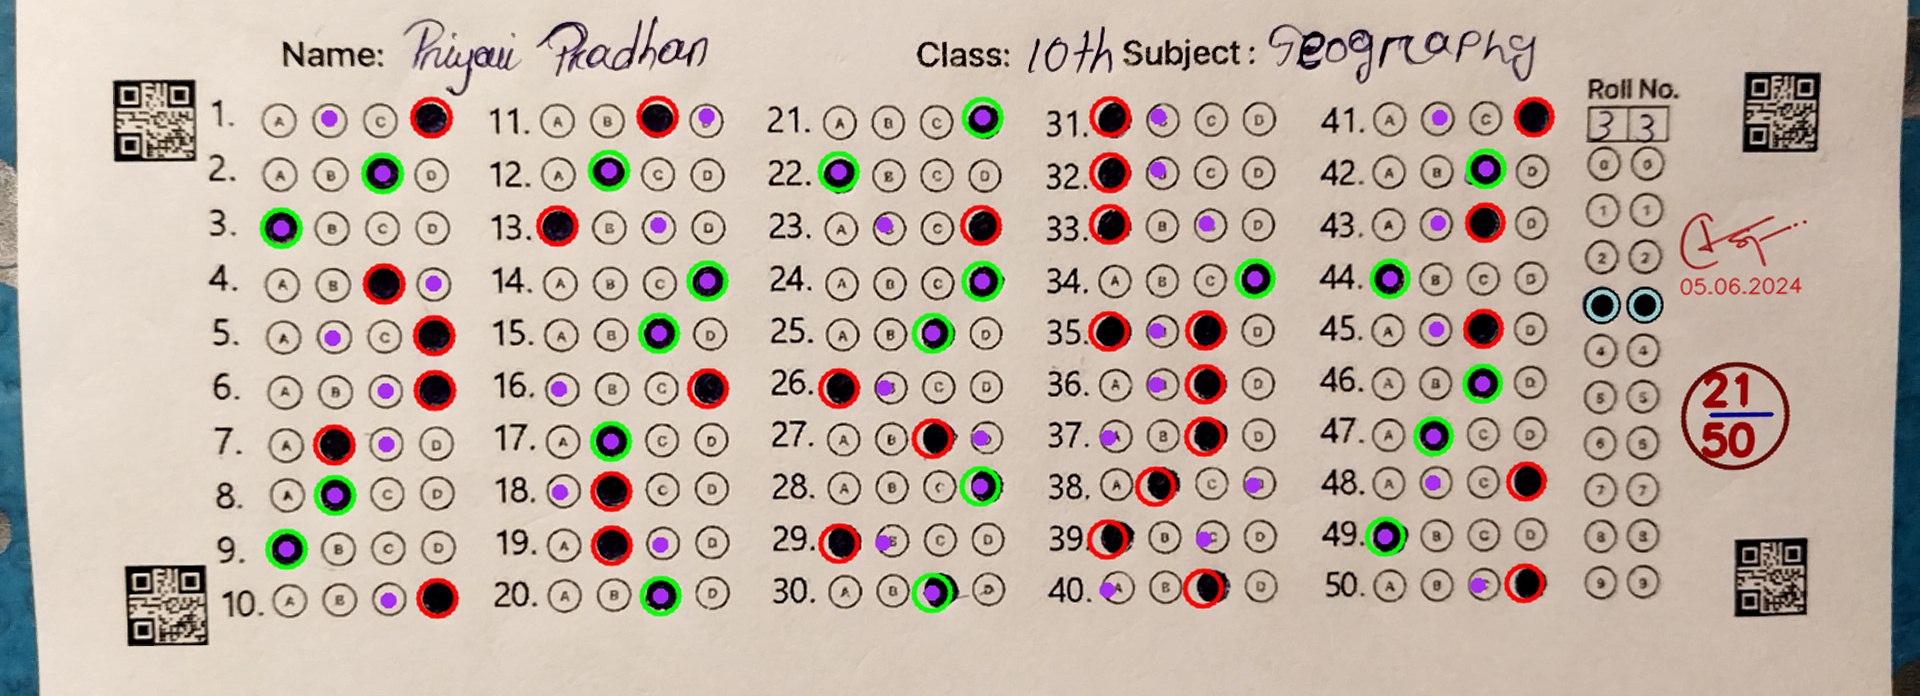 Name: Priyani Pradhan Class: 10th Subject: Geography
Roll No.
33
1. A C 11. A B 21. A B C 31. C D 41. A C
2. A B D 12. A C D 22. B C D 32. C D 42. A B D
3. B C D 13. B D 23. A C 33. B D 43. A D
4. A B 14. A B C 24. A B C 34. A B C 44. B C D
5. A C 15. A B D 25. A B D 35. D 45. A D
6. A B 16. B C 26. C D 36. A D 46. A B D
7. A D 17. A C D 27. A B 37. B D 47. A C D
8. A C D 18. C D 28. A B C 38. A C 48. A C
9. B C D 19. A D 29. B C D 39. B C 49. B C D
10. A B 20. A B D 30. A B D 40. A B D 50. A B C
0 0
1 1
2 2
4 4
5 5
6 6
7 7
8 8
9 9
05.06.2024
21
50